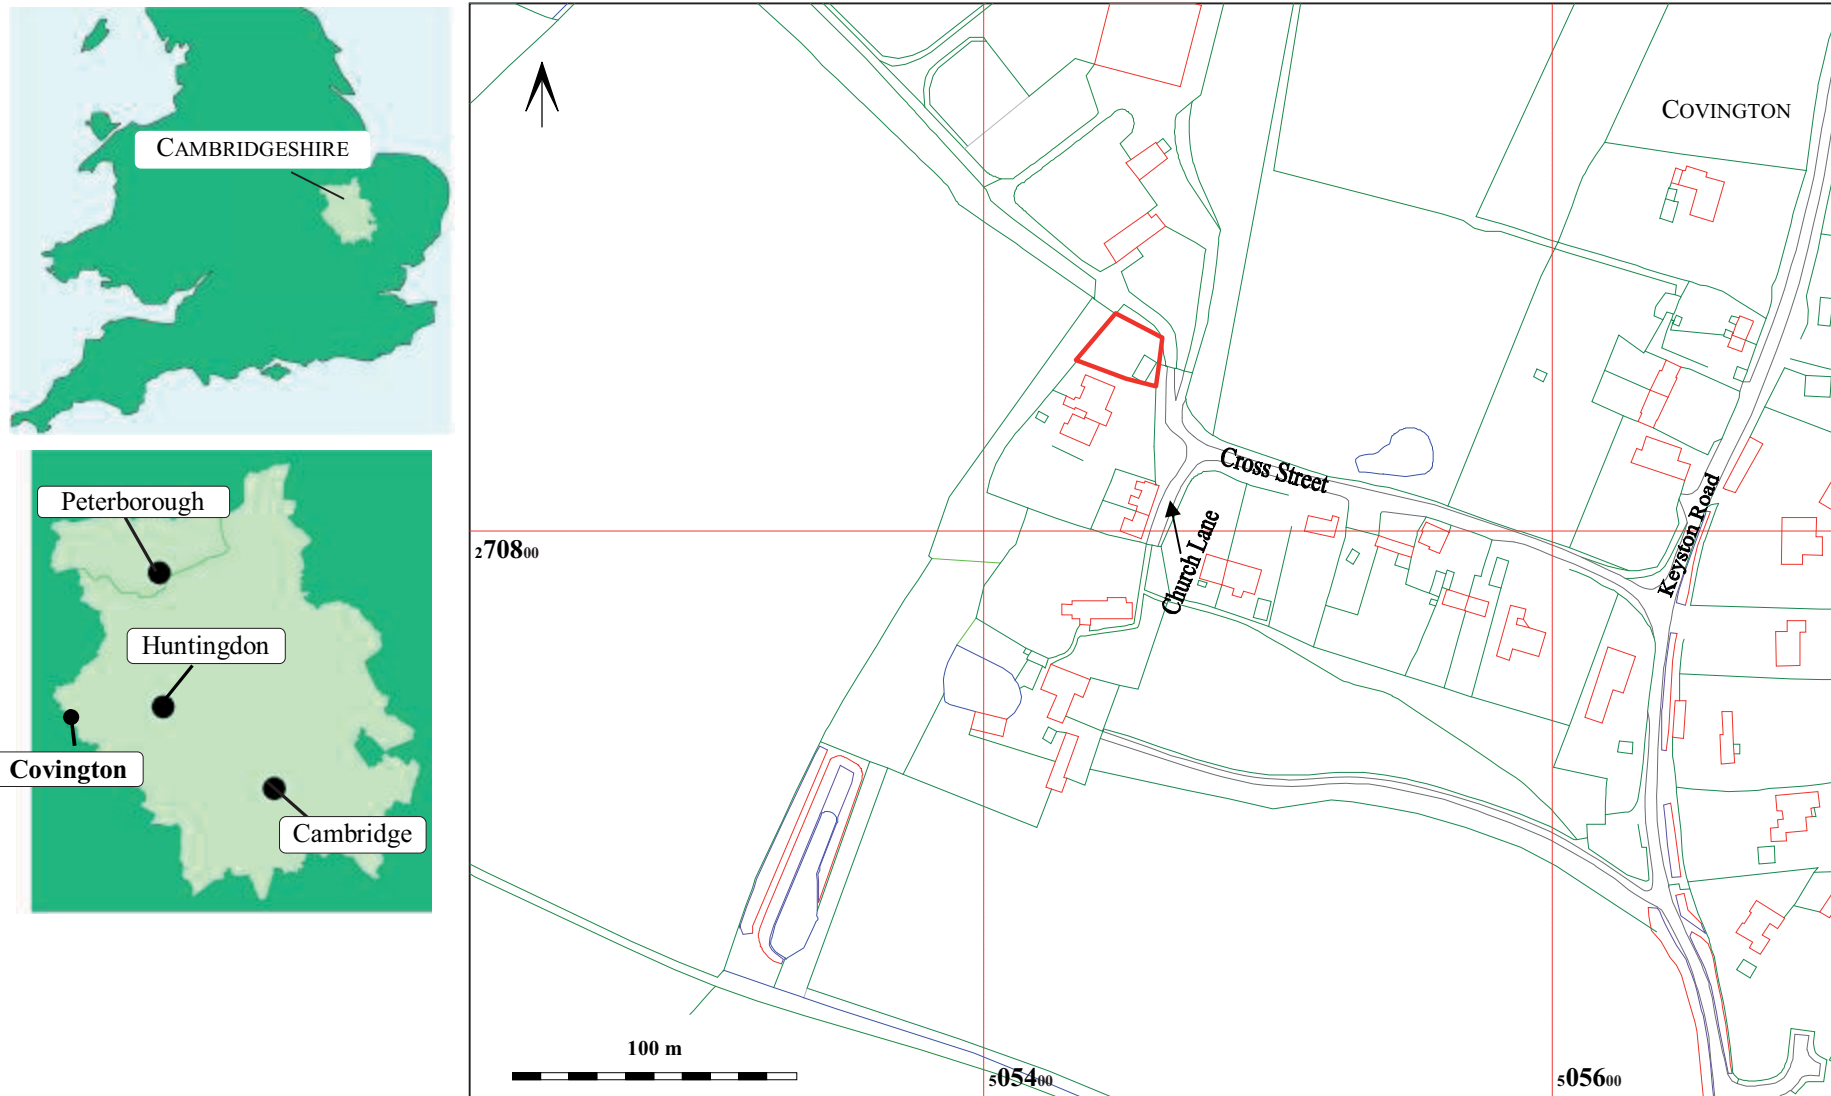 CAMBRIDGESHIRE
Peterborough
Huntingdon
Covington
Cambridge
COVINGTON
Cross Street
Church Lane
Keyston Road
270800
100 m
505400
505600